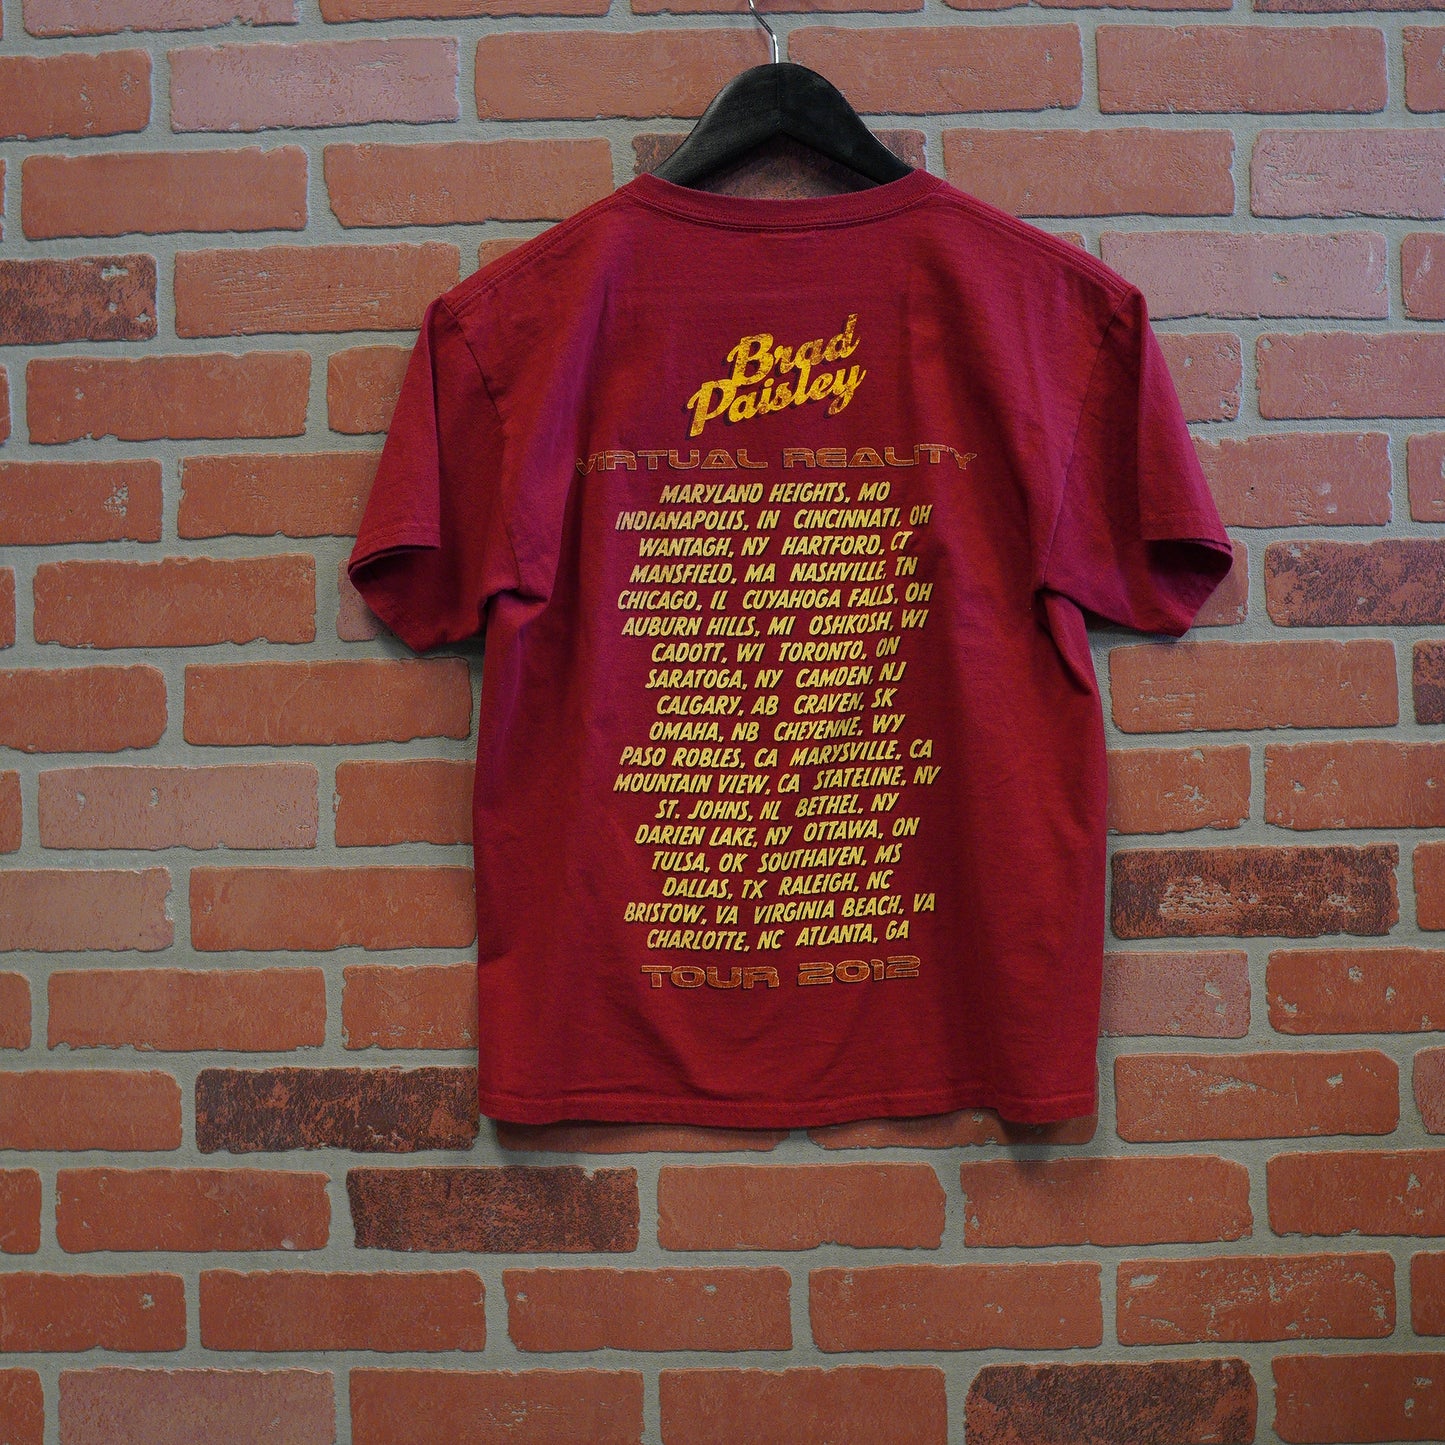 Brad
Paisley
VIRTUAL REALITY
MARYLAND HEIGHTS, MO
INDIANAPOLIS, IN CINCINNATI, OH
WANTAGH, NY HARTFORD, CT
MANSFIELD, MA NASHVILLE, TN
CHICAGO, IL CUYAHOGA FALLS, OH
AUBURN HILLS, MI OSHKOSH, WI
CADOTT, WI TORONTO, ON
SARATOGA, NY CAMDEN, NJ
CALGARY, AB CRAVEN, SK
OMAHA, NB CHEYENNE, WY
PASO ROBLES, CA MARYSVILLE, CA
MOUNTAIN VIEW, CA STATELINE, NV
ST. JOHNS, NL BETHEL, NY
DARIEN LAKE, NY OTTAWA, ON
TULSA, OK SOUTHAVEN, MS
DALLAS, TX RALEIGH, NC
BRISTOW, VA VIRGINIA BEACH, VA
CHARLOTTE, NC ATLANTA, GA
TOUR 2012